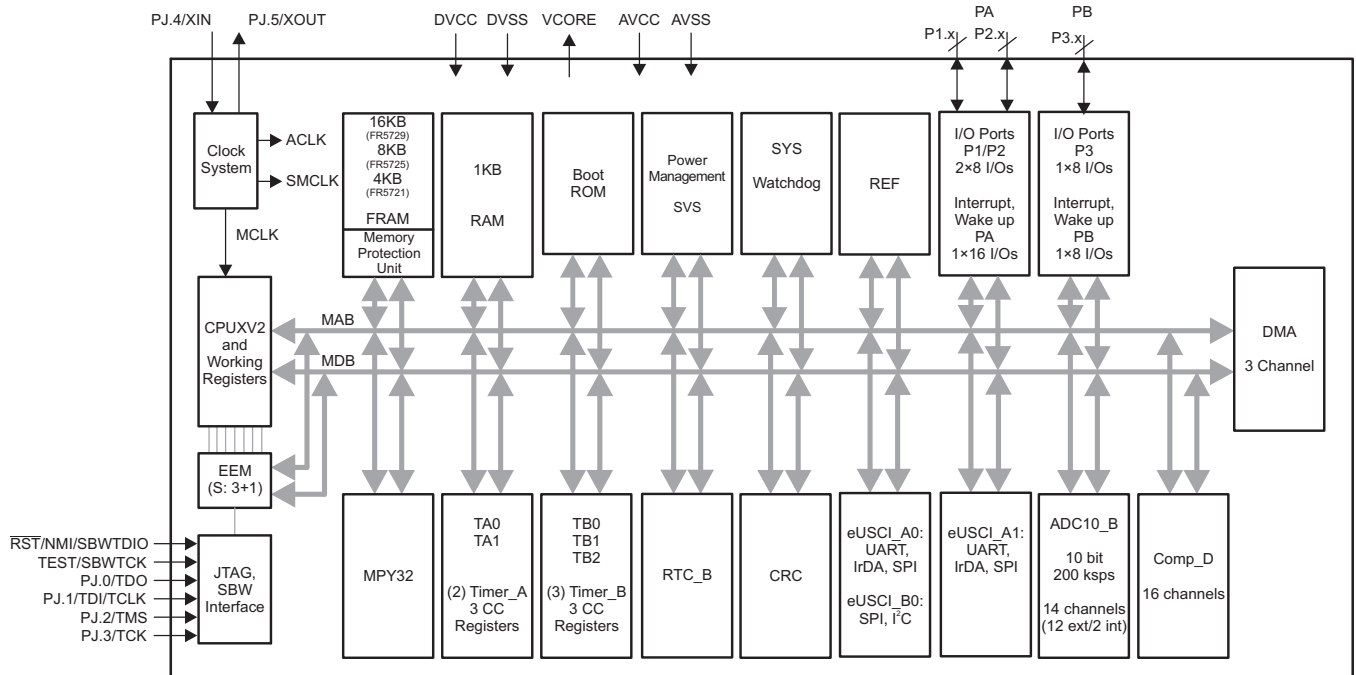 PJ.4/XIN
PJ.5/XOUT
DVCC
DVSS
VCORE
AVCC
AVSS
PA
P1.x
P2.x
PB
P3.x
Clock
System
ACLK
SMCLK
MCLK
16KB
(FR5729)
8KB
(FR5725)
4KB
(FR5721)
FRAM
Memory
Protection
Unit
1KB
RAM
Boot
ROM
Power
Management
SVS
SYS
Watchdog
REF
I/O Ports
P1/P2
2×8 I/Os
Interrupt,
Wake up
PA
1×16 I/Os
I/O Ports
P3
1×8 I/Os
Interrupt,
Wake up
PB
1×8 I/Os
CPUXV2
and
Working
Registers
MAB
MDB
DMA
3 Channel
EEM
(S: 3+1)
RST/NMI/SBWTDIO
TEST/SBWTCK
PJ.0/TDO
PJ.1/TDI/TCLK
PJ.2/TMS
PJ.3/TCK
JTAG,
SBW
Interface
MPY32
TA0
TA1
(2) Timer_A
3 CC
Registers
TB0
TB1
TB2
(3) Timer_B
3 CC
Registers
RTC_B
CRC
eUSCI_A0:
UART,
IrDA, SPI
eUSCI_B0:
SPI, I²C
eUSCI_A1:
UART,
IrDA, SPI
ADC10_B
10 bit
200 ksps
14 channels
(12 ext/2 int)
Comp_D
16 channels